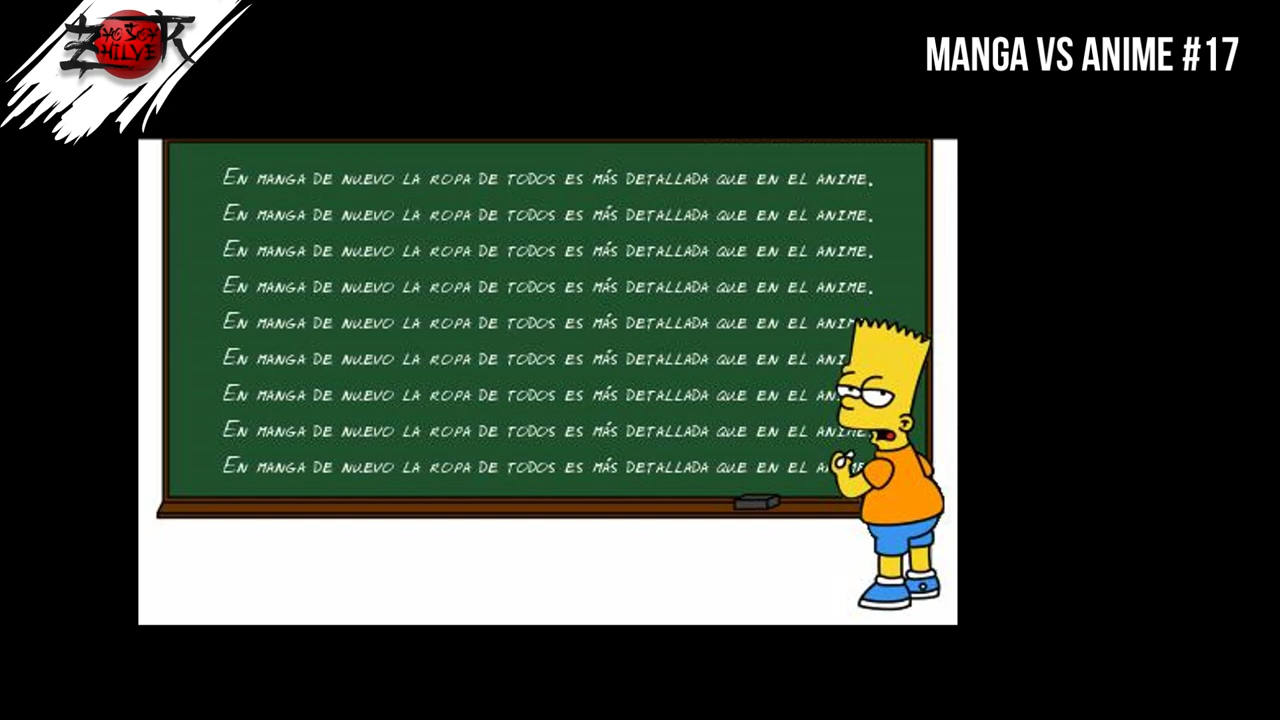 YO SOY
HILVE
MANGA VS ANIME #17
En manga de nuevo la ropa de todos es más detallada que en el anime.
En manga de nuevo la ropa de todos es más detallada que en el anime.
En manga de nuevo la ropa de todos es más detallada que en el anime.
En manga de nuevo la ropa de todos es más detallada que en el anime.
En manga de nuevo la ropa de todos es más detallada que en el
En manga de nuevo la ropa de todos es más detallada que en el
En manga de nuevo la ropa de todos es más detallada que en el
En manga de nuevo la ropa de todos es más detallada que en el
En manga de nuevo la ropa de todos es más detallada que en el